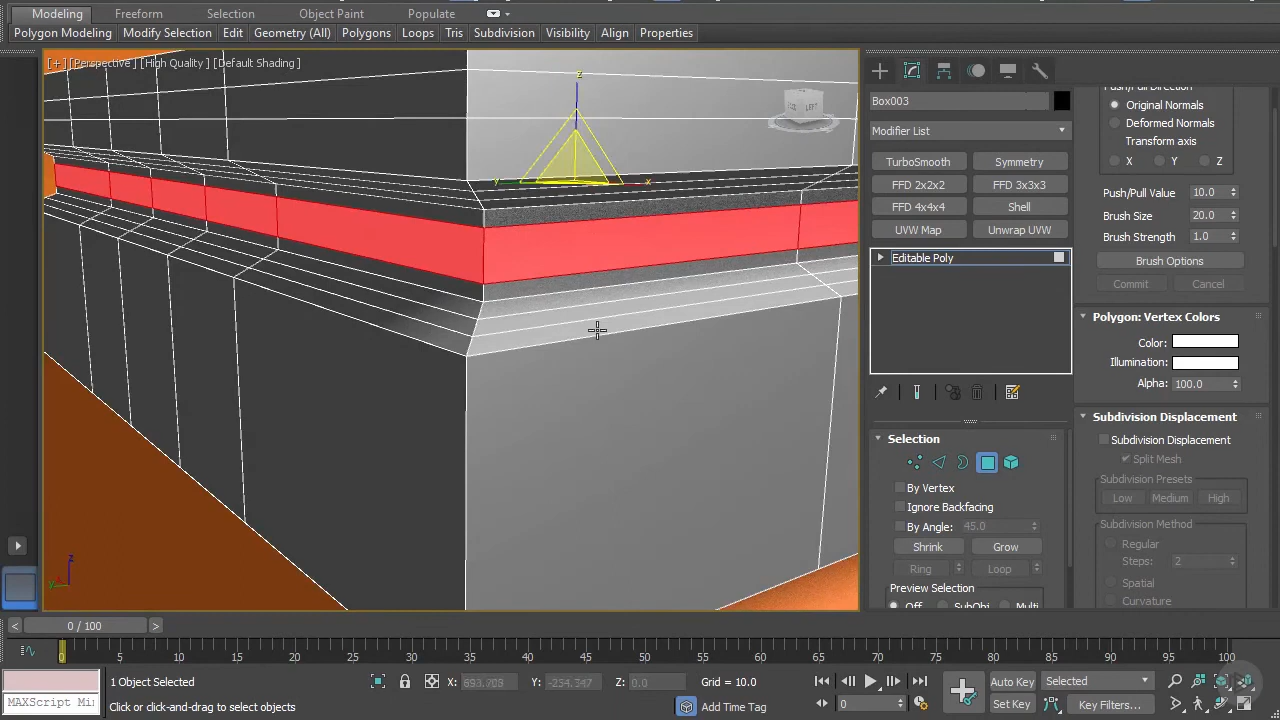 Modeling Freeform Selection Object Paint Populate
Polygon Modeling Modify Selection Edit Geometry (All) Polygons Loops Tris Subdivision Visibility Align Properties
[ + ] [Perspective ] [High Quality ] [Default Shading ]
z
y
x
LEFT
z
y
Box003
Modifier List
TurboSmooth Symmetry
FFD 2x2x2 FFD 3x3x3
FFD 4x4x4 Shell
UVW Map Unwrap UVW
Editable Poly
Selection
By Vertex
Ignore Backfacing
By Angle: 45.0
Shrink Grow
Ring Loop
Preview Selection
Off SubObj Multi
Push/Pull Direction
Original Normals
Deformed Normals
Transform axis
X Y Z
Push/Pull Value 10.0
Brush Size 20.0
Brush Strength 1.0
Brush Options
Commit Cancel
Polygon: Vertex Colors
Color:
Illumination:
Alpha: 100.0
Subdivision Displacement
Subdivision Displacement
Split Mesh
Subdivision Presets
Low Medium High
Subdivision Method
Regular
Steps: 2
Spatial
Curvature
< 0 / 100 >
0 5 10 15 20 25 30 35 40 45 50 55 60 65 70 75 80 85 90 95 100
1 Object Selected X: 693.703 Y: -234.347 Z: 0.0 Grid = 10.0 Auto Key Selected
MAXScript Mi Click or click-and-drag to select objects Add Time Tag 0 Set Key Key Filters...